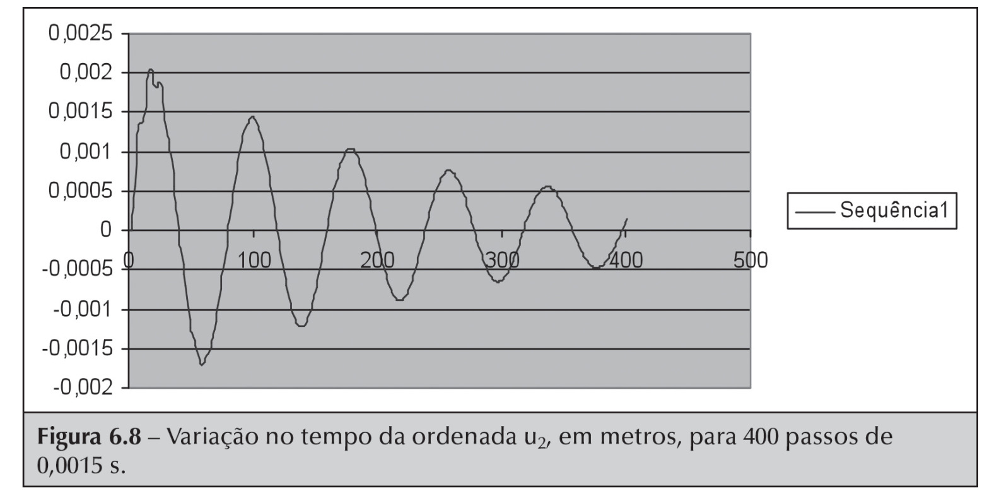 0,0025
0,002
0,0015
0,001
0,0005
0
-0,0005
-0,001
-0,0015
-0,002
0 100 200 300 400 500
Sequência1
Figura 6.8 – Variação no tempo da ordenada u₂, em metros, para 400 passos de
0,0015 s.